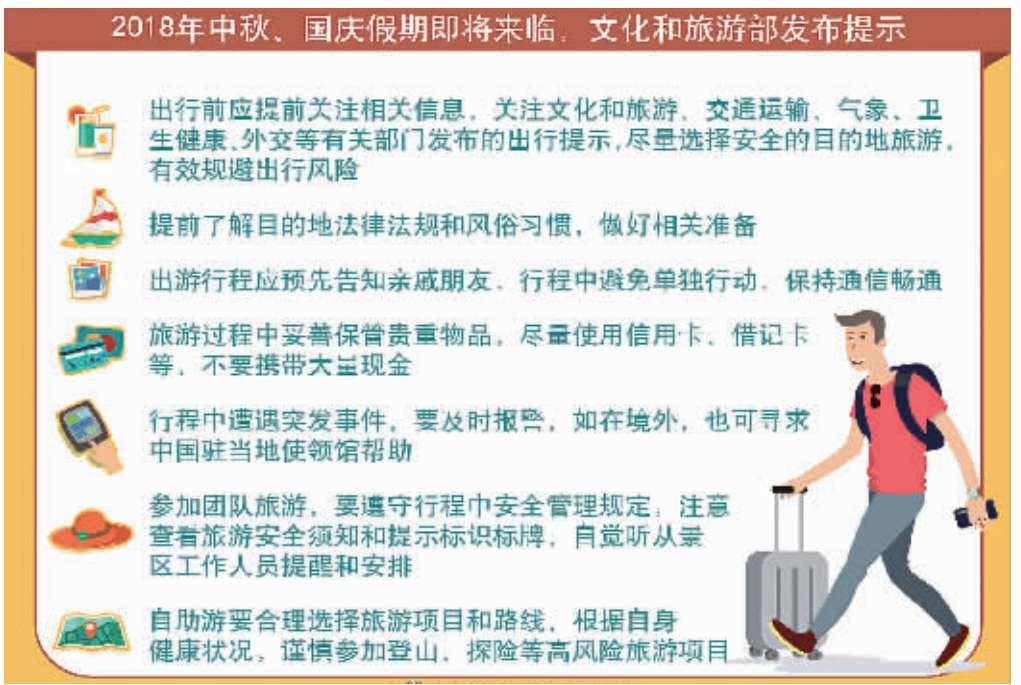 2018年中秋、国庆假期即将来临，文化和旅游部发布提示
出行前应提前关注相关信息，关注文化和旅游、交通运输、气象、卫
生健康、外交等有关部门发布的出行提示，尽量选择安全的目的地旅游，
有效规避出行风险
提前了解目的地法律法规和风俗习惯，做好相关准备
出游行程应预先告知亲戚朋友，行程中避免单独行动，保持通信畅通
旅游过程中妥善保管贵重物品，尽量使用信用卡、借记卡
等，不要携带大量现金
行程中遭遇突发事件，要及时报警，如在境外，也可寻求
中国驻当地使领馆帮助
参加团队旅游，要遵守行程中安全管理规定，注意
查看旅游安全须知和提示标识标牌，自觉听从景
区工作人员提醒和安排
自助游要合理选择旅游项目和路线，根据自身
健康状况，谨慎参加登山、探险等高风险旅游项目